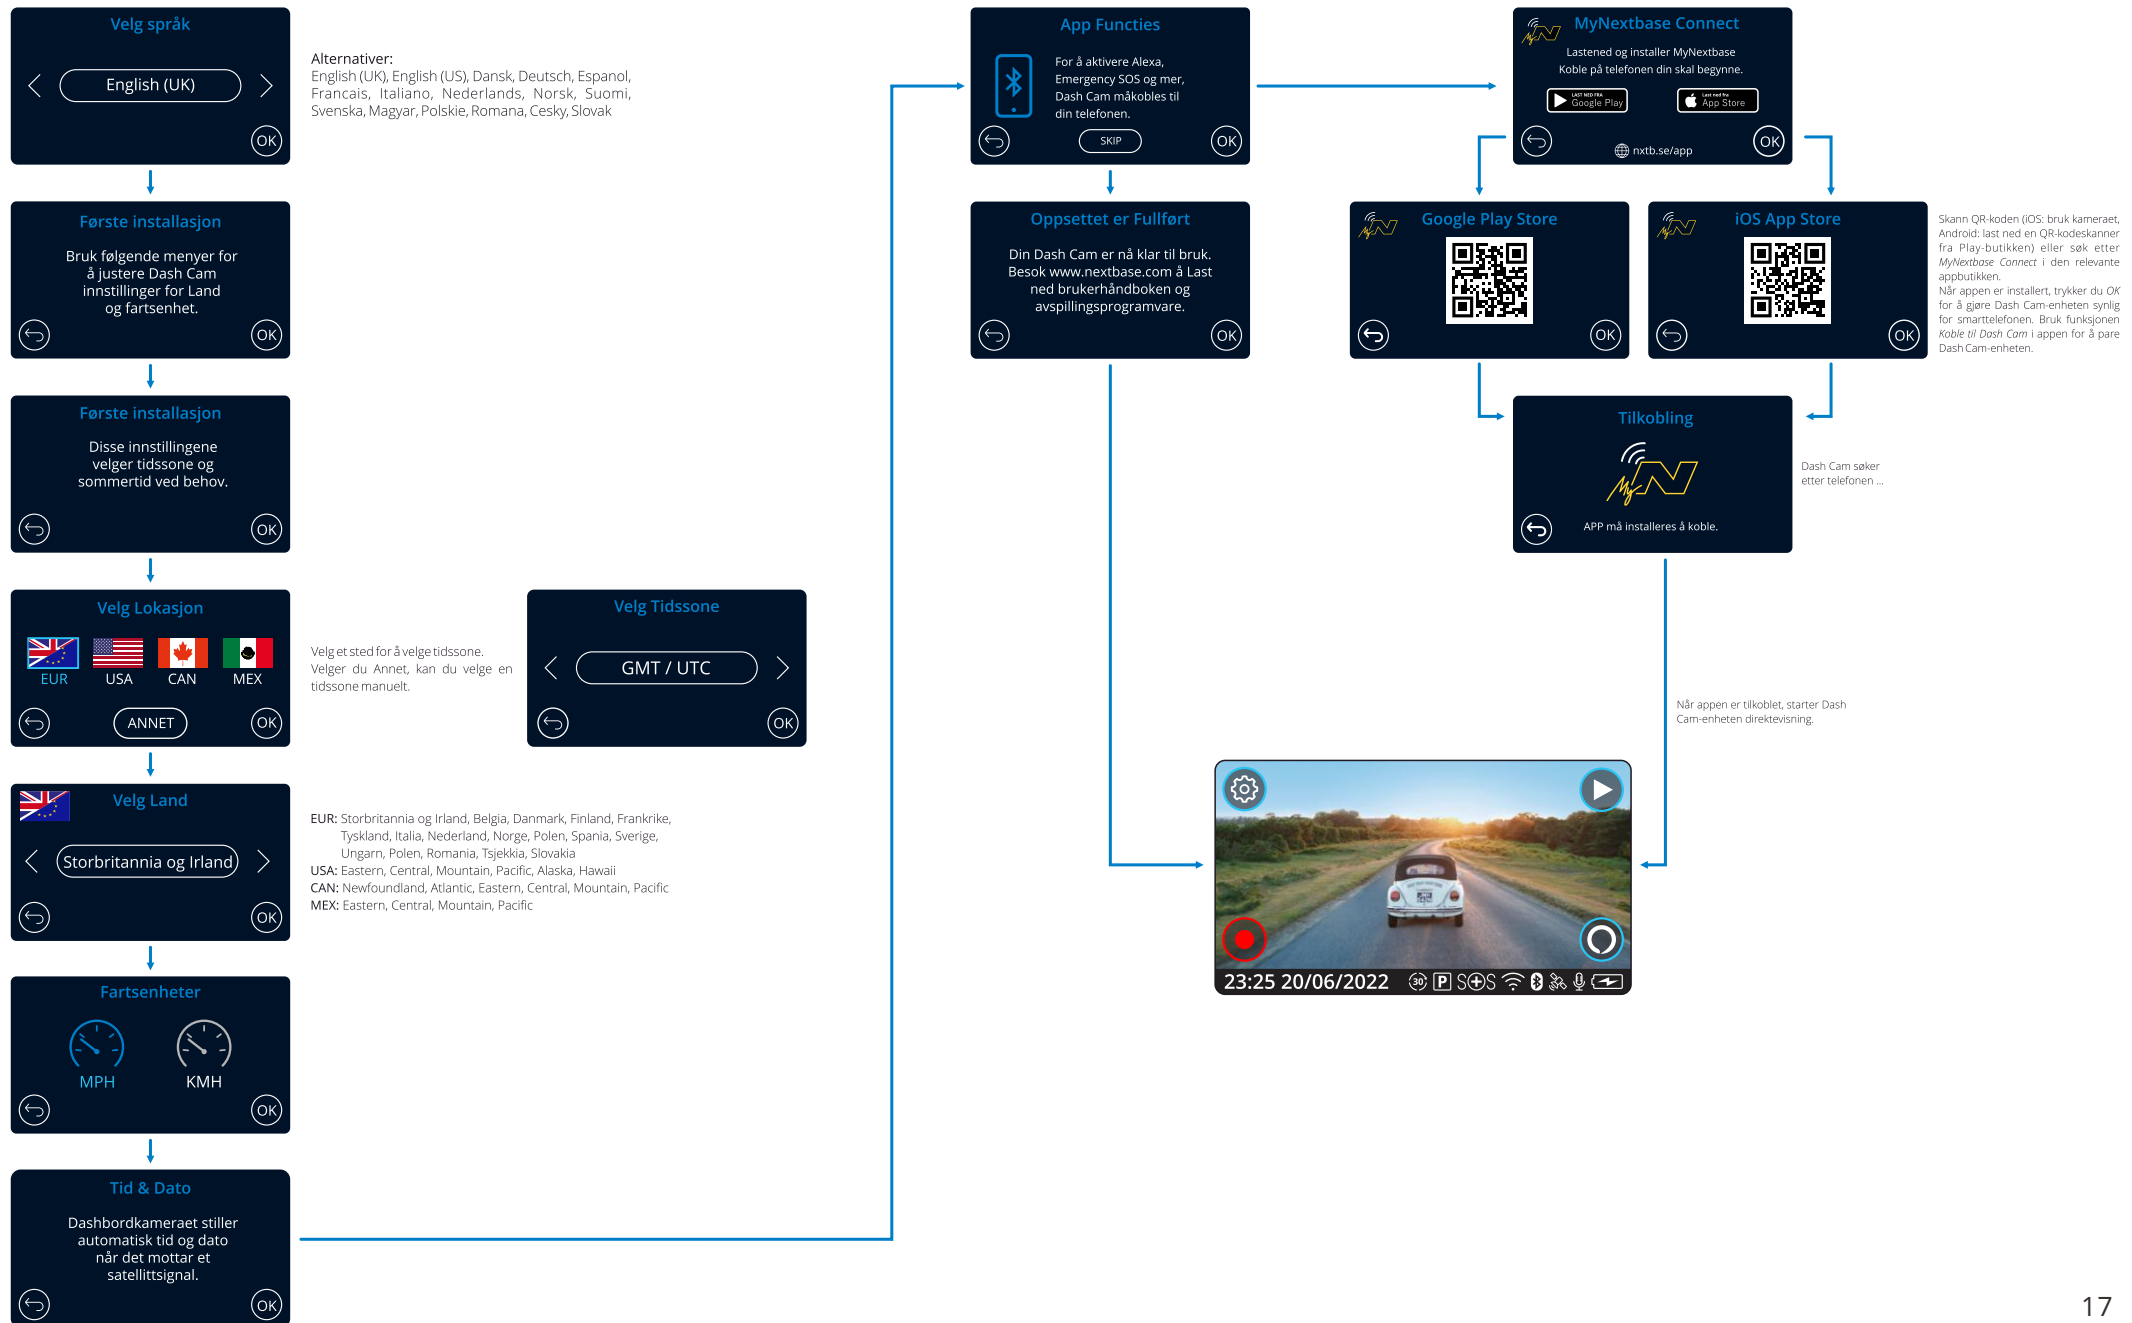 Velg språk
English (UK)
OK
Alternativer:
English (UK), English (US), Dansk, Deutsch, Espanol,
Francais, Italiano, Nederlands, Norsk, Suomi,
Svenska, Magyar, Polskie, Romana, Cesky, Slovak
Første installasjon
Bruk følgende menyer for
å justere Dash Cam
innstillinger for Land
og fartsenhet.
OK
Første installasjon
Disse innstillingene
velger tidssone og
sommertid ved behov.
OK
Velg Lokasjon
EUR USA CAN MEX
ANNET
OK
Velg et sted for å velge tidssone.
Velger du Annet, kan du velge en
tidssone manuelt.
Velg Tidssone
GMT / UTC
OK
Velg Land
Storbritannia og Irland
OK
EUR: Storbritannia og Irland, Belgia, Danmark, Finland, Frankrike,
Tyskland, Italia, Nederland, Norge, Polen, Spania, Sverige,
Ungarn, Polen, Romania, Tsjekkia, Slovakia
USA: Eastern, Central, Mountain, Pacific, Alaska, Hawaii
CAN: Newfoundland, Atlantic, Eastern, Central, Mountain, Pacific
MEX: Eastern, Central, Mountain, Pacific
Fartsenheter
MPH KMH
OK
Tid & Dato
Dashbordkameraet stiller
automatisk tid og dato
når det mottar et
satellittsignal.
OK
App Functies
For å aktivere Alexa,
Emergency SOS og mer,
Dash Cam måkobles til
din telefonen.
SKIP
OK
Oppsettet er Fullført
Din Dash Cam er nå klar til bruk.
Besok www.nextbase.com å Last
ned brukerhåndboken og
avspillingsprogramvare.
OK
My N
MyNextbase Connect
Lastened og installer MyNextbase
Koble på telefonen din skal begynne.
LAST NED FRA
Google Play
Last ned fra
App Store
nxtb.se/app
OK
My N
Google Play Store
OK
My N
iOS App Store
OK
Skann QR-koden (iOS: bruk kameraet,
Android: last ned en QR-kodeskanner
fra Play-butikken) eller søk etter
MyNextbase Connect i den relevante
appbutikken.
Når appen er installert, trykker du OK
for å gjøre Dash Cam-enheten synlig
for smarttelefonen. Bruk funksjonen
Koble til Dash Cam i appen for å pare
Dash Cam-enheten.
Tilkobling
My N
APP må installeres å koble.
Dash Cam søker
etter telefonen ...
Når appen er tilkoblet, starter Dash
Cam-enheten direktevisning.
23:25 20/06/2022 30 P SOS
17